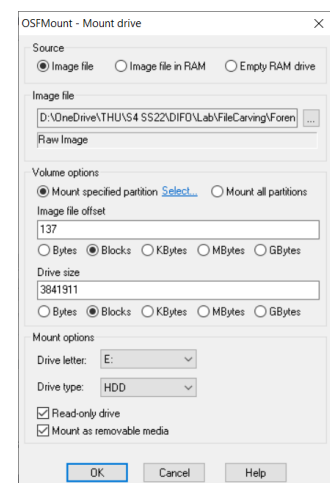 OSFMount - Mount drive
Source
Image file Image file in RAM Empty RAM drive
Image file
D:\OneDrive\THU\S4 SS22\DIFO\Lab\FileCarving\Foren ...
Raw Image
Volume options
Mount specified partition Select... Mount all partitions
Image file offset
137
Bytes Blocks KBytes MBytes GBytes
Drive size
3841911
Bytes Blocks KBytes MBytes GBytes
Mount options
Drive letter: E:
Drive type: HDD
Read-only drive
Mount as removable media
OK Cancel Help